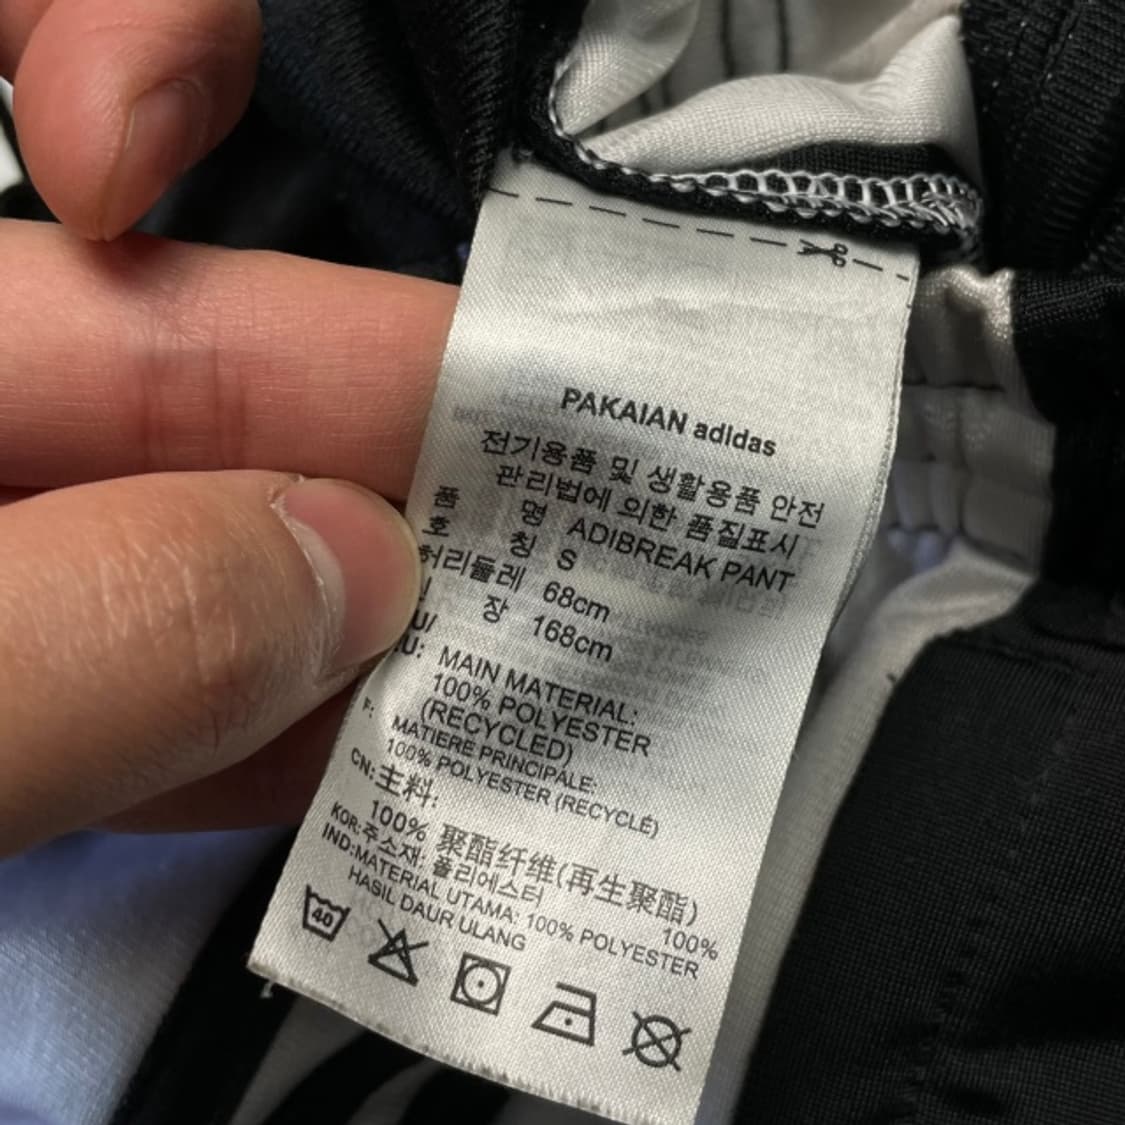 PAKAIAN adidas
전기용품 및 생활용품 안전
관리법에 의한 품질표시
품 명 ADIBREAK PANT
호 칭 S
허리둘레 68cm
장 168cm
U/
U: MAIN MATERIAL:
100% POLYESTER
(RECYCLED)
F: MATIERE PRINCIPALE:
100% POLYESTER (RECYCLÉ)
CN: 主料:
100% 聚酯纤维(再生聚酯)
KOR: 주소재: 폴리에스터 100%
IND: MATERIAL UTAMA: 100% POLYESTER
HASIL DAUR ULANG
40